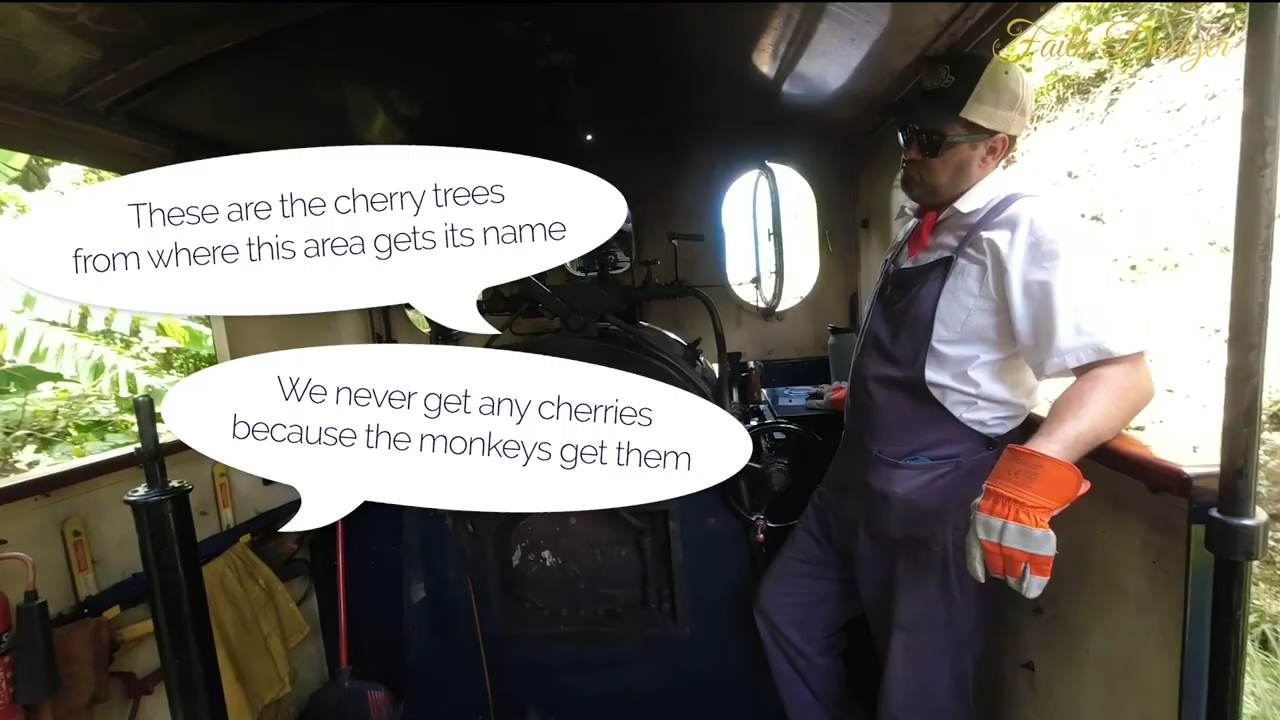 Faith Dodger
These are the cherry trees
from where this area gets its name
We never get any cherries
because the monkeys get them